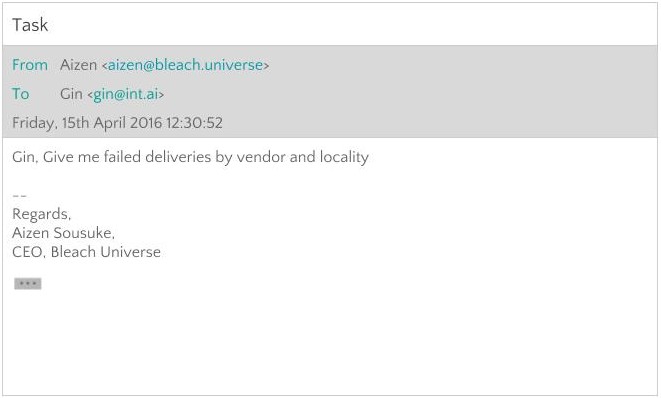 Task
From Aizen <aizen@bleach.universe>
To Gin <gin@int.ai>
Friday, 15th April 2016 12:30:52
Gin, Give me failed deliveries by vendor and locality
--
Regards,
Aizen Sousuke,
CEO, Bleach Universe